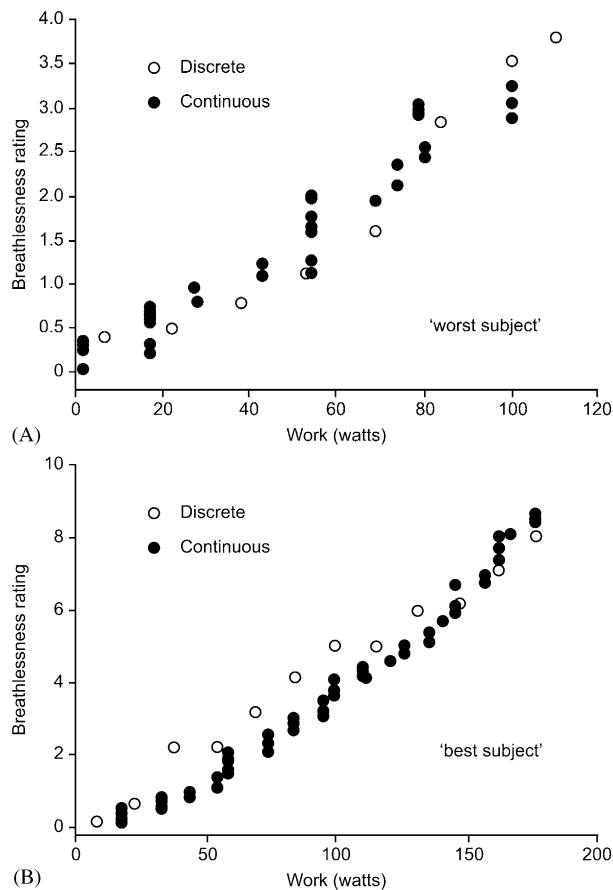 4.0
3.5
3.0
2.5
2.0
1.5
1.0
0.5
0
Breathlessness rating
Discrete
Continuous
'worst subject'
0 20 40 60 80 100 120
(A)
Work (watts)
10
8
6
4
2
0
Breathlessness rating
Discrete
Continuous
'best subject'
0 50 100 150 200
(B)
Work (watts)